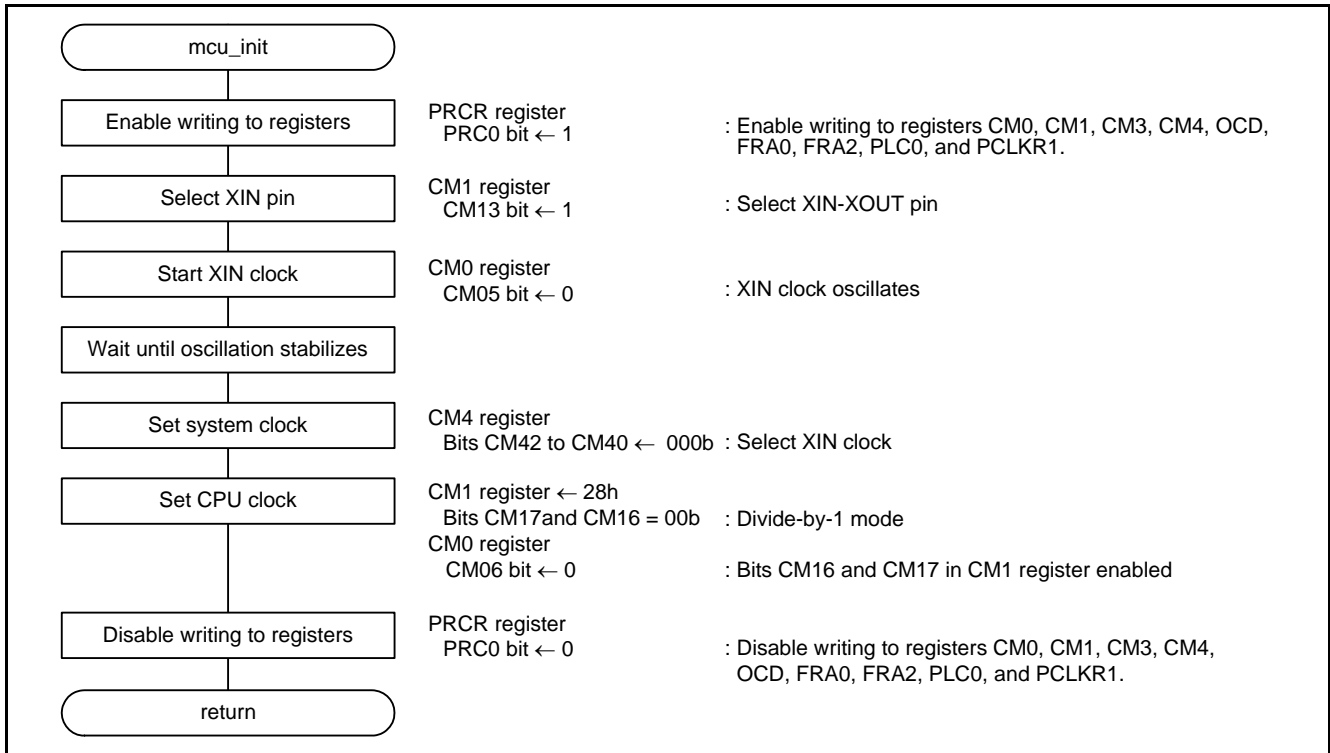 mcu_init
Enable writing to registers
PRCR register
PRC0 bit ← 1
: Enable writing to registers CM0, CM1, CM3, CM4, OCD,
FRA0, FRA2, PLC0, and PCLKR1.
Select XIN pin
CM1 register
CM13 bit ← 1
: Select XIN-XOUT pin
Start XIN clock
CM0 register
CM05 bit ← 0
: XIN clock oscillates
Wait until oscillation stabilizes
Set system clock
CM4 register
Bits CM42 to CM40 ← 000b : Select XIN clock
Set CPU clock
CM1 register ← 28h
Bits CM17and CM16 = 00b : Divide-by-1 mode
CM0 register
CM06 bit ← 0 : Bits CM16 and CM17 in CM1 register enabled
Disable writing to registers
PRCR register
PRC0 bit ← 0
: Disable writing to registers CM0, CM1, CM3, CM4,
OCD, FRA0, FRA2, PLC0, and PCLKR1.
return